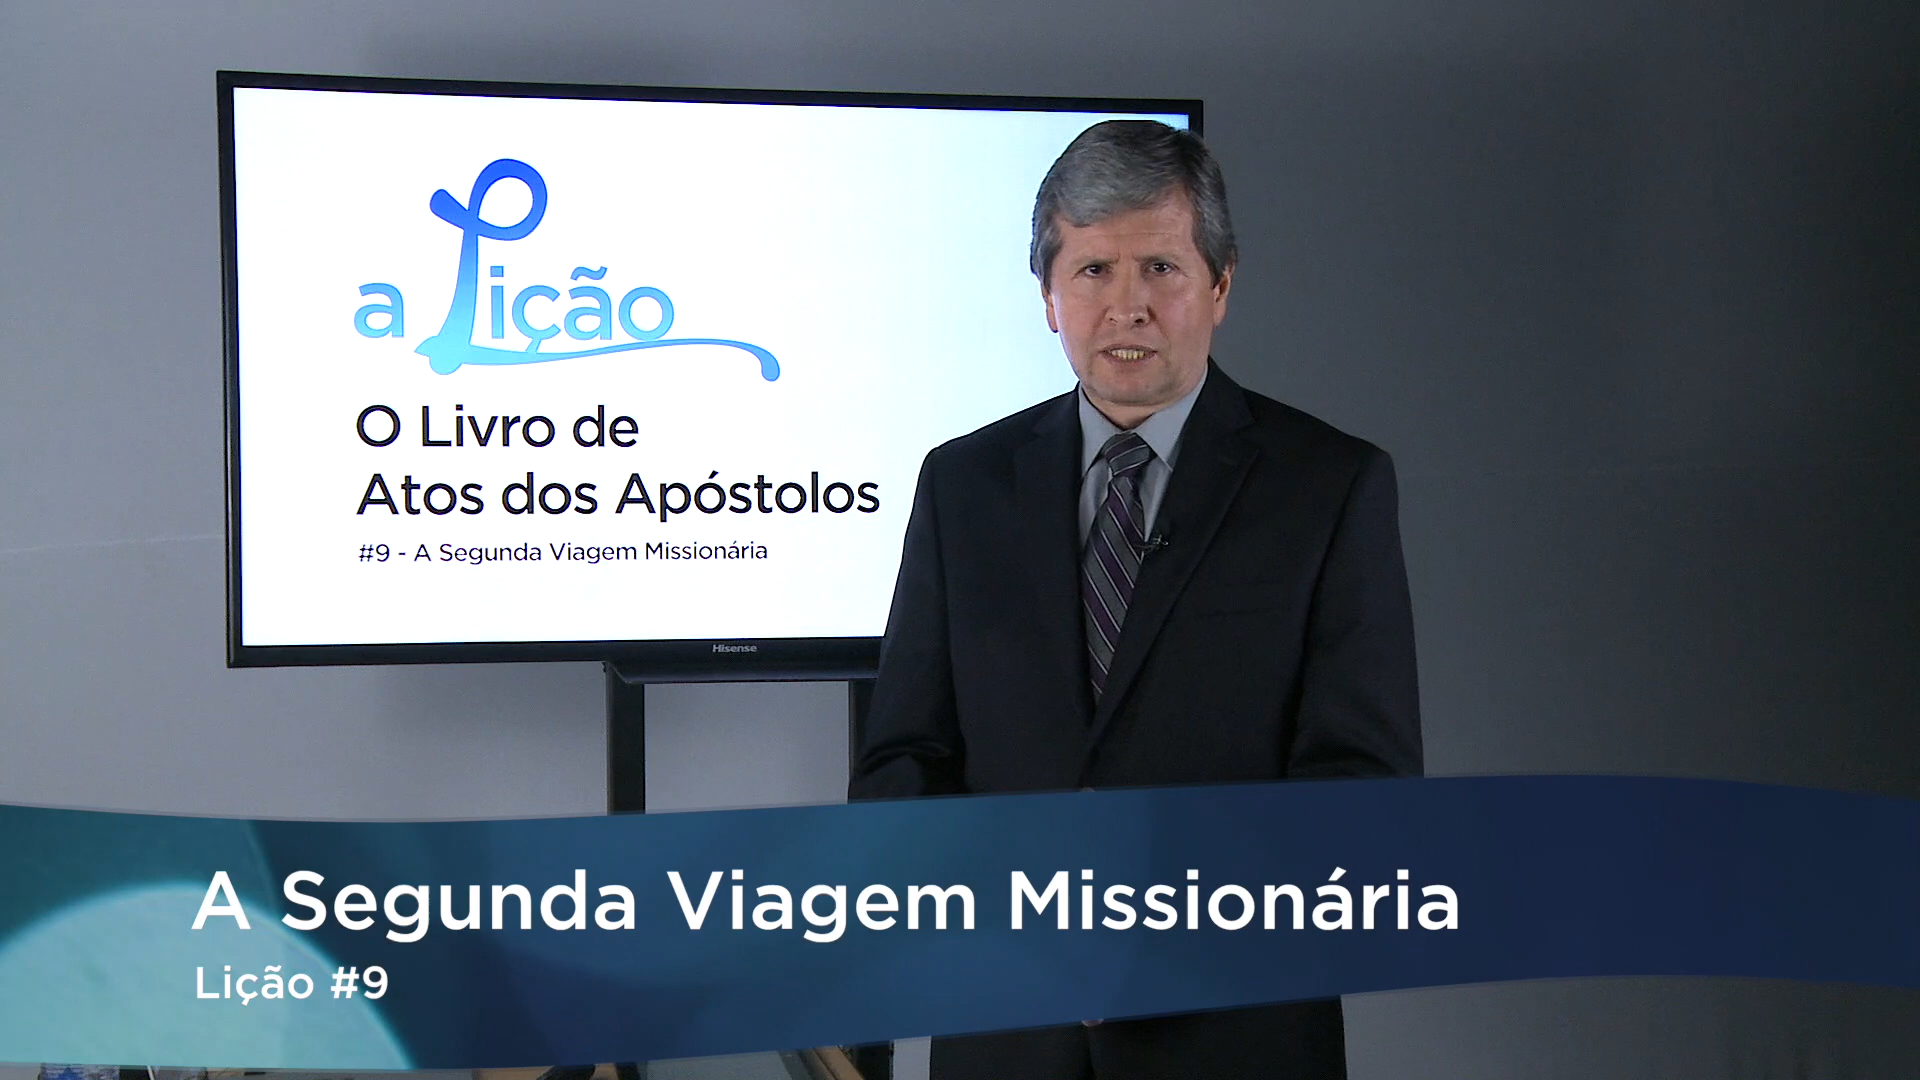 a Lição
O Livro de
Atos dos Apóstolos
#9 - A Segunda Viagem Missionária
Hisense
A Segunda Viagem Missionária
Lição #9